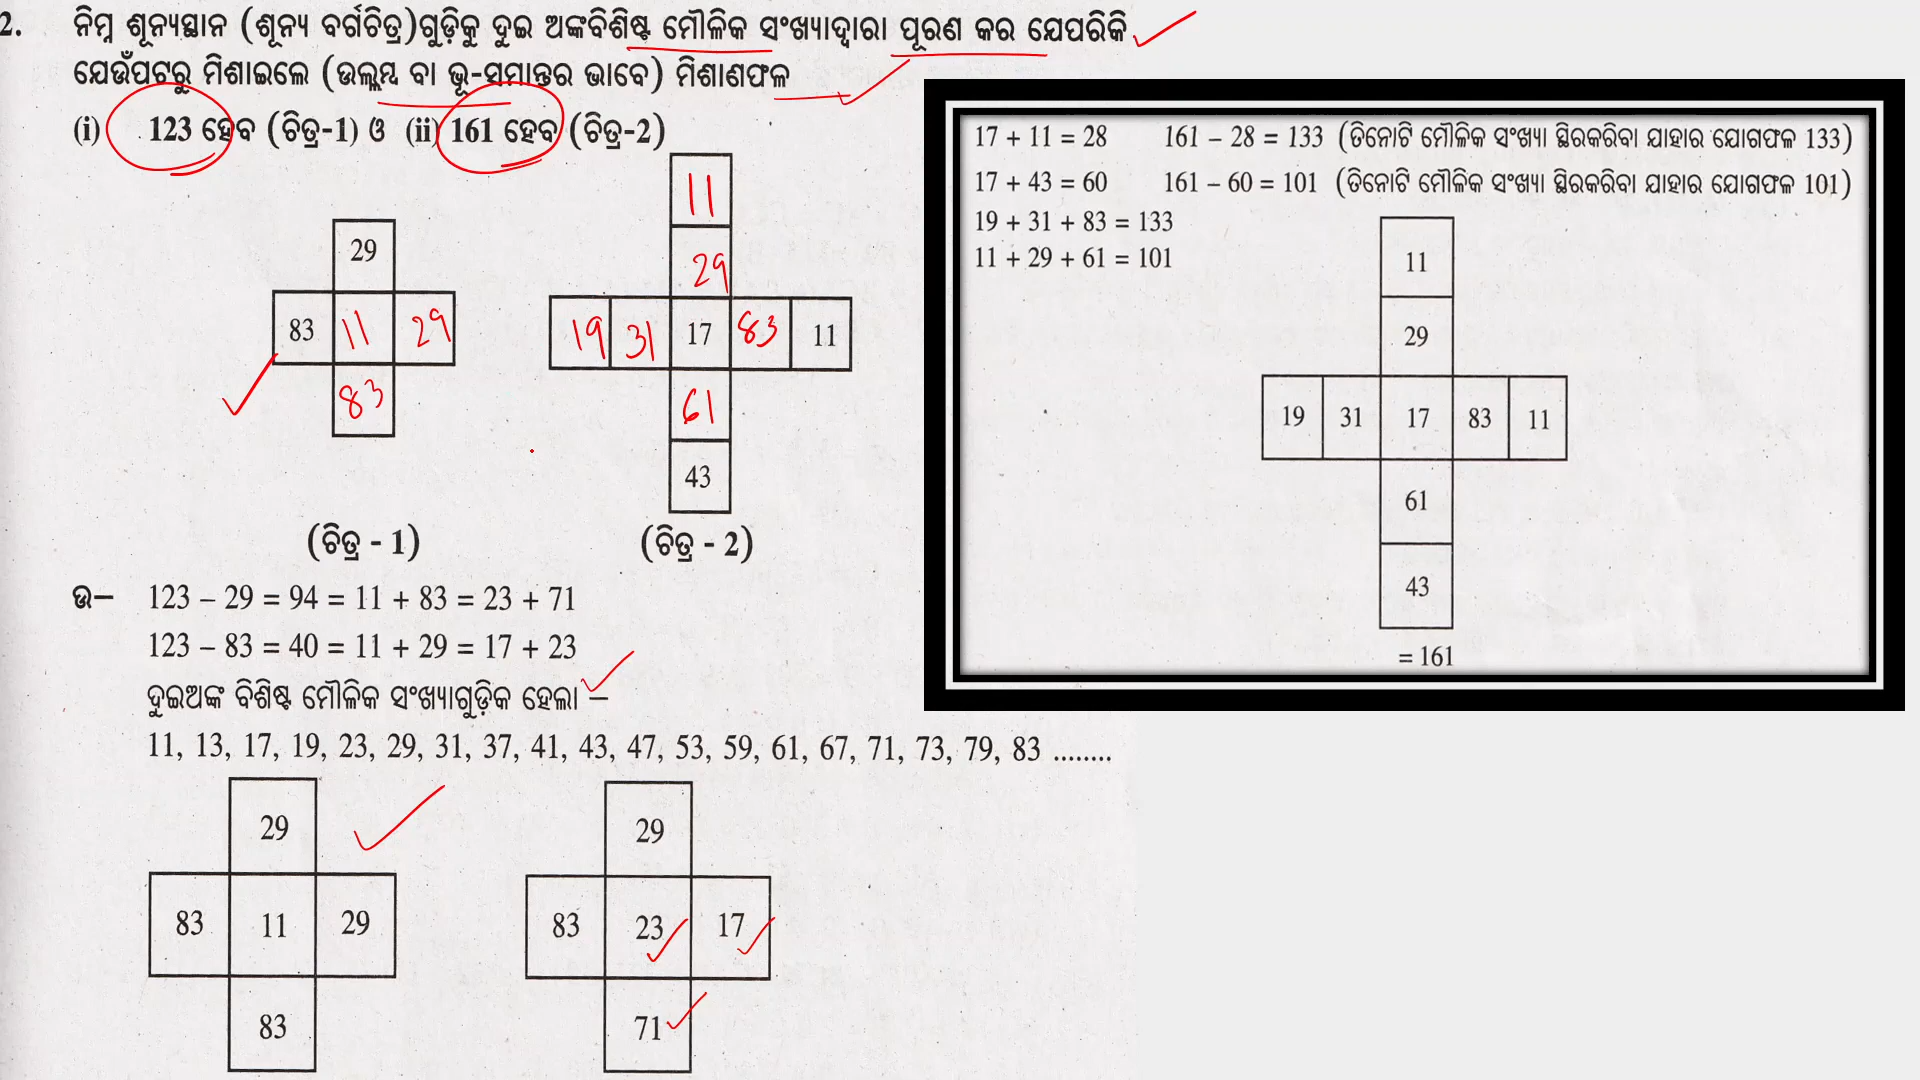 2. ନିମ୍ନ ଶୂନ୍ୟସ୍ଥାନ (ଶୂନ୍ୟ ବର୍ଗଚିତ୍ର)ଗୁଡ଼ିକୁ ଦୁଇ ଅଙ୍କବିଶିଷ୍ଟ ମୌଳିକ ସଂଖ୍ୟାଦ୍ୱାରା ପୂରଣ କର ଯେପରିକି
ଯେଉଁପଟରୁ ମିଶାଇଲେ (ଉଲ୍ଲମ୍ବ ବା ଭୂ-ସମାନ୍ତର ଭାବେ) ମିଶାଣଫଳ
(i) 123 ହେବ (ଚିତ୍ର-1) ଓ (ii) 161 ହେବ (ଚିତ୍ର-2)
29
83 11 29
83
11
29
19 31 17 83 11
61
43
(ଚିତ୍ର - 1) (ଚିତ୍ର - 2)
ଉ– 123 – 29 = 94 = 11 + 83 = 23 + 71
123 – 83 = 40 = 11 + 29 = 17 + 23
ଦୁଇଅଙ୍କ ବିଶିଷ୍ଟ ମୌଳିକ ସଂଖ୍ୟାଗୁଡ଼ିକ ହେଲା –
11, 13, 17, 19, 23, 29, 31, 37, 41, 43, 47, 53, 59, 61, 67, 71, 73, 79, 83 ........
29
83 11 29
83
29
83 23 17
71
17 + 11 = 28 161 – 28 = 133 (ତିନୋଟି ମୌଳିକ ସଂଖ୍ୟା ସ୍ଥିରକରିବା ଯାହାର ଯୋଗଫଳ 133)
17 + 43 = 60 161 – 60 = 101 (ତିନୋଟି ମୌଳିକ ସଂଖ୍ୟା ସ୍ଥିରକରିବା ଯାହାର ଯୋଗଫଳ 101)
19 + 31 + 83 = 133
11 + 29 + 61 = 101
11
29
19 31 17 83 11
61
43
= 161